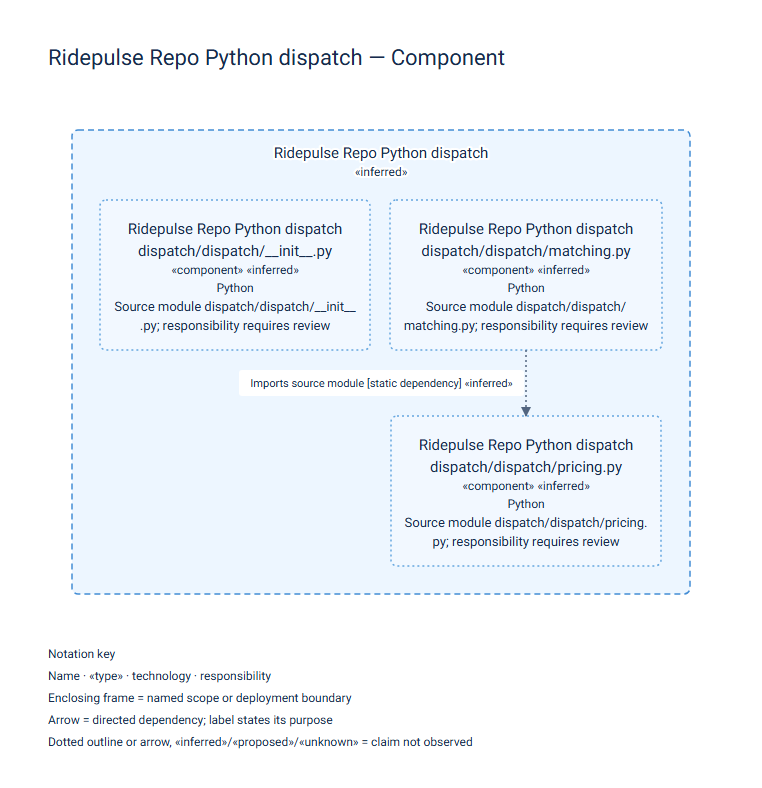 Ridepulse Repo Python dispatch — Component
Ridepulse Repo Python dispatch
«inferred»
Ridepulse Repo Python dispatch
dispatch/dispatch/__init__.py
«component» «inferred»
Python
Source module dispatch/dispatch/__init__
.py; responsibility requires review
Ridepulse Repo Python dispatch
dispatch/dispatch/matching.py
«component» «inferred»
Python
Source module dispatch/dispatch/
matching.py; responsibility requires review
Imports source module [static dependency] «inferred»
Ridepulse Repo Python dispatch
dispatch/dispatch/pricing.py
«component» «inferred»
Python
Source module dispatch/dispatch/pricing.
py; responsibility requires review
Notation key
Name · «type» · technology · responsibility
Enclosing frame = named scope or deployment boundary
Arrow = directed dependency; label states its purpose
Dotted outline or arrow, «inferred»/«proposed»/«unknown» = claim not observed